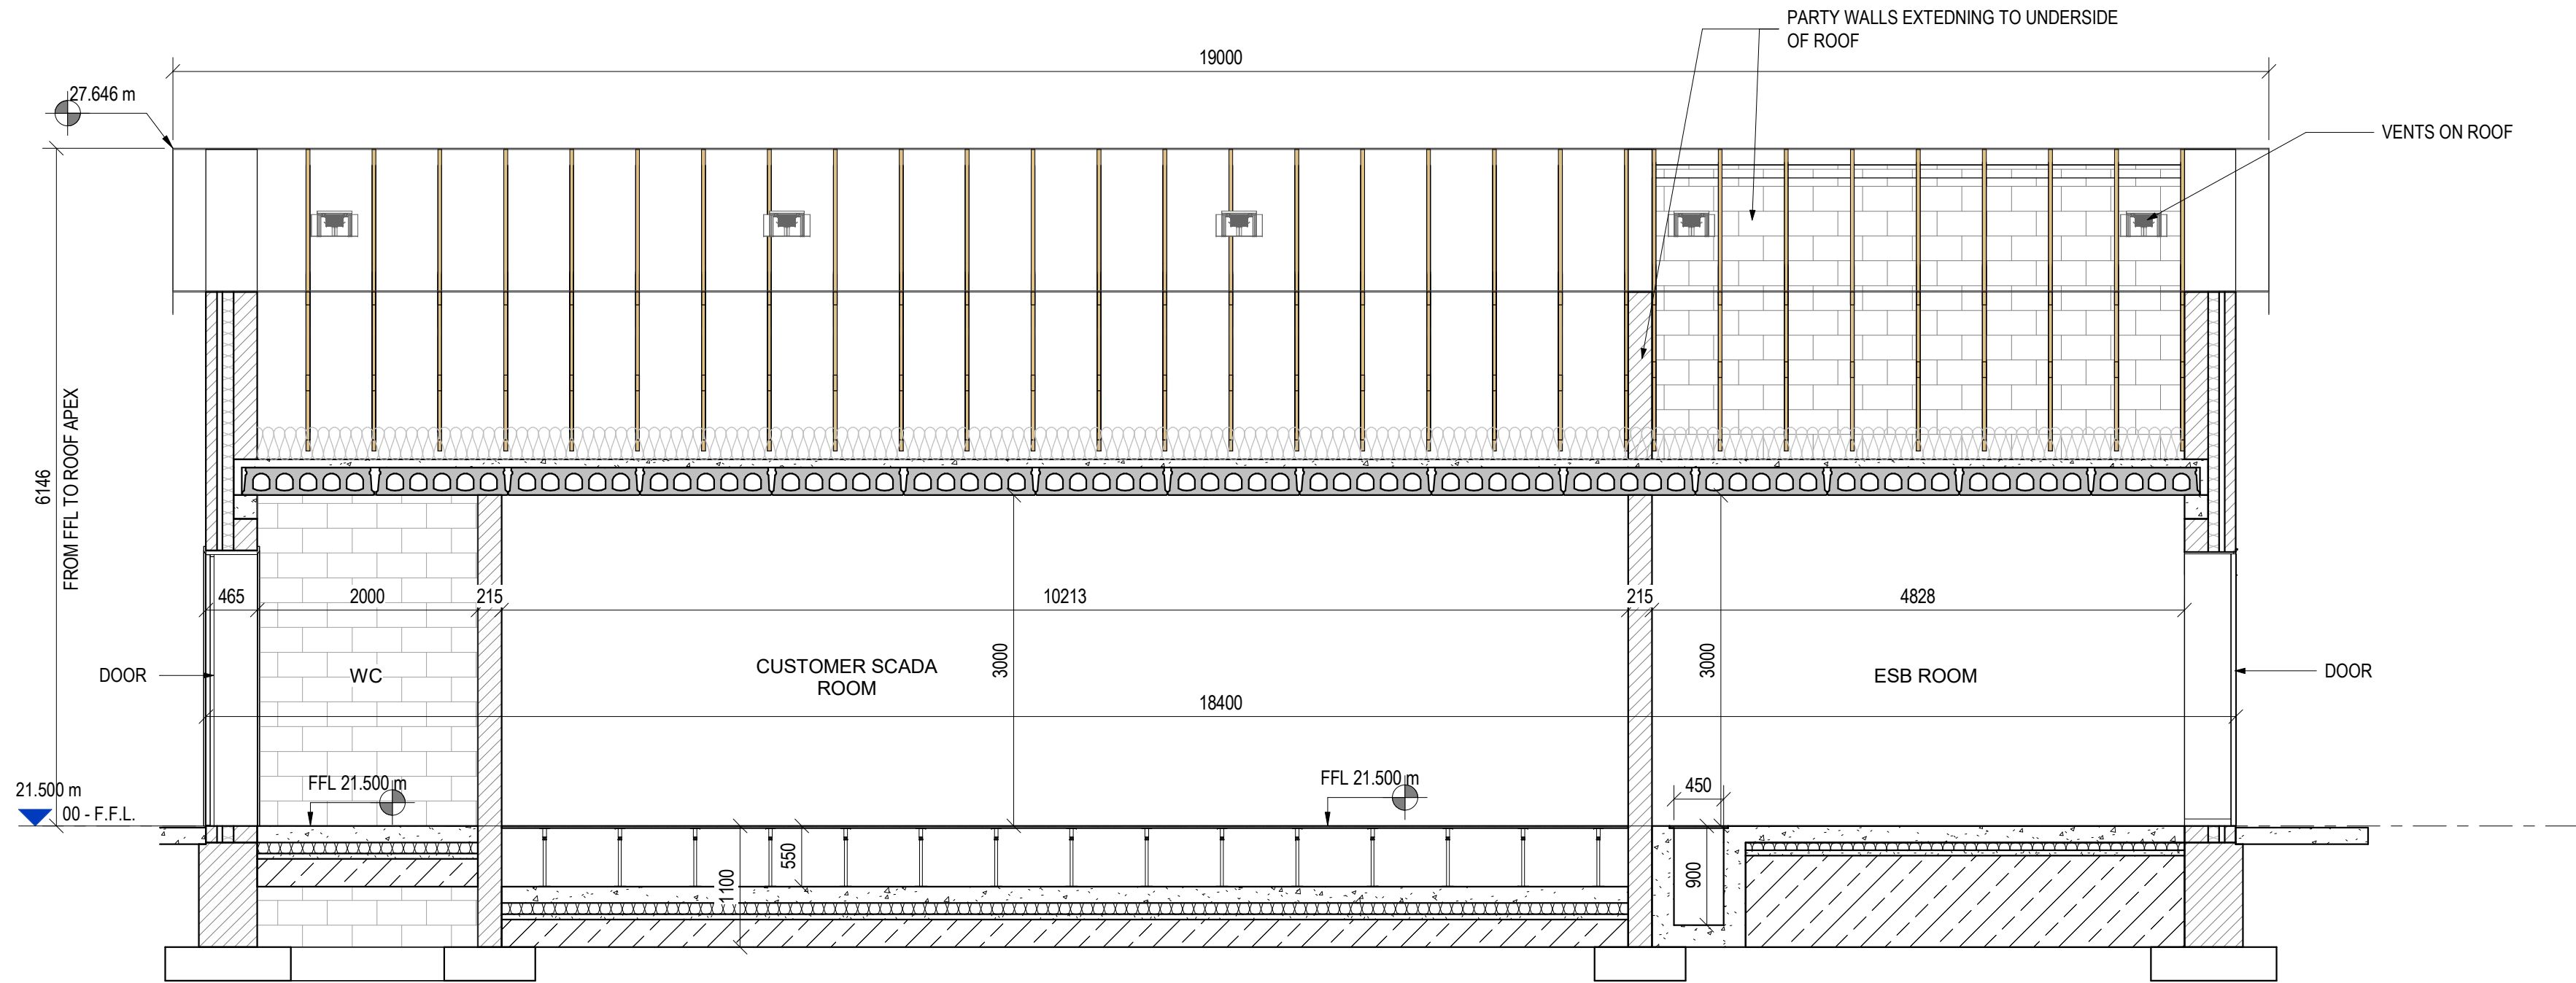 PARTY WALLS EXTEDNING TO UNDERSIDE
OF ROOF
19000
27.646 m
VENTS ON ROOF
6146
FROM FFL TO ROOF APEX
465
2000
215
10213
215
4828
DOOR
WC
CUSTOMER SCADA
ROOM
3000
3000
ESB ROOM
DOOR
18400
21.500 m
00 - F.F.L.
FFL 21.500 m
FFL 21.500 m
450
550
1100
900